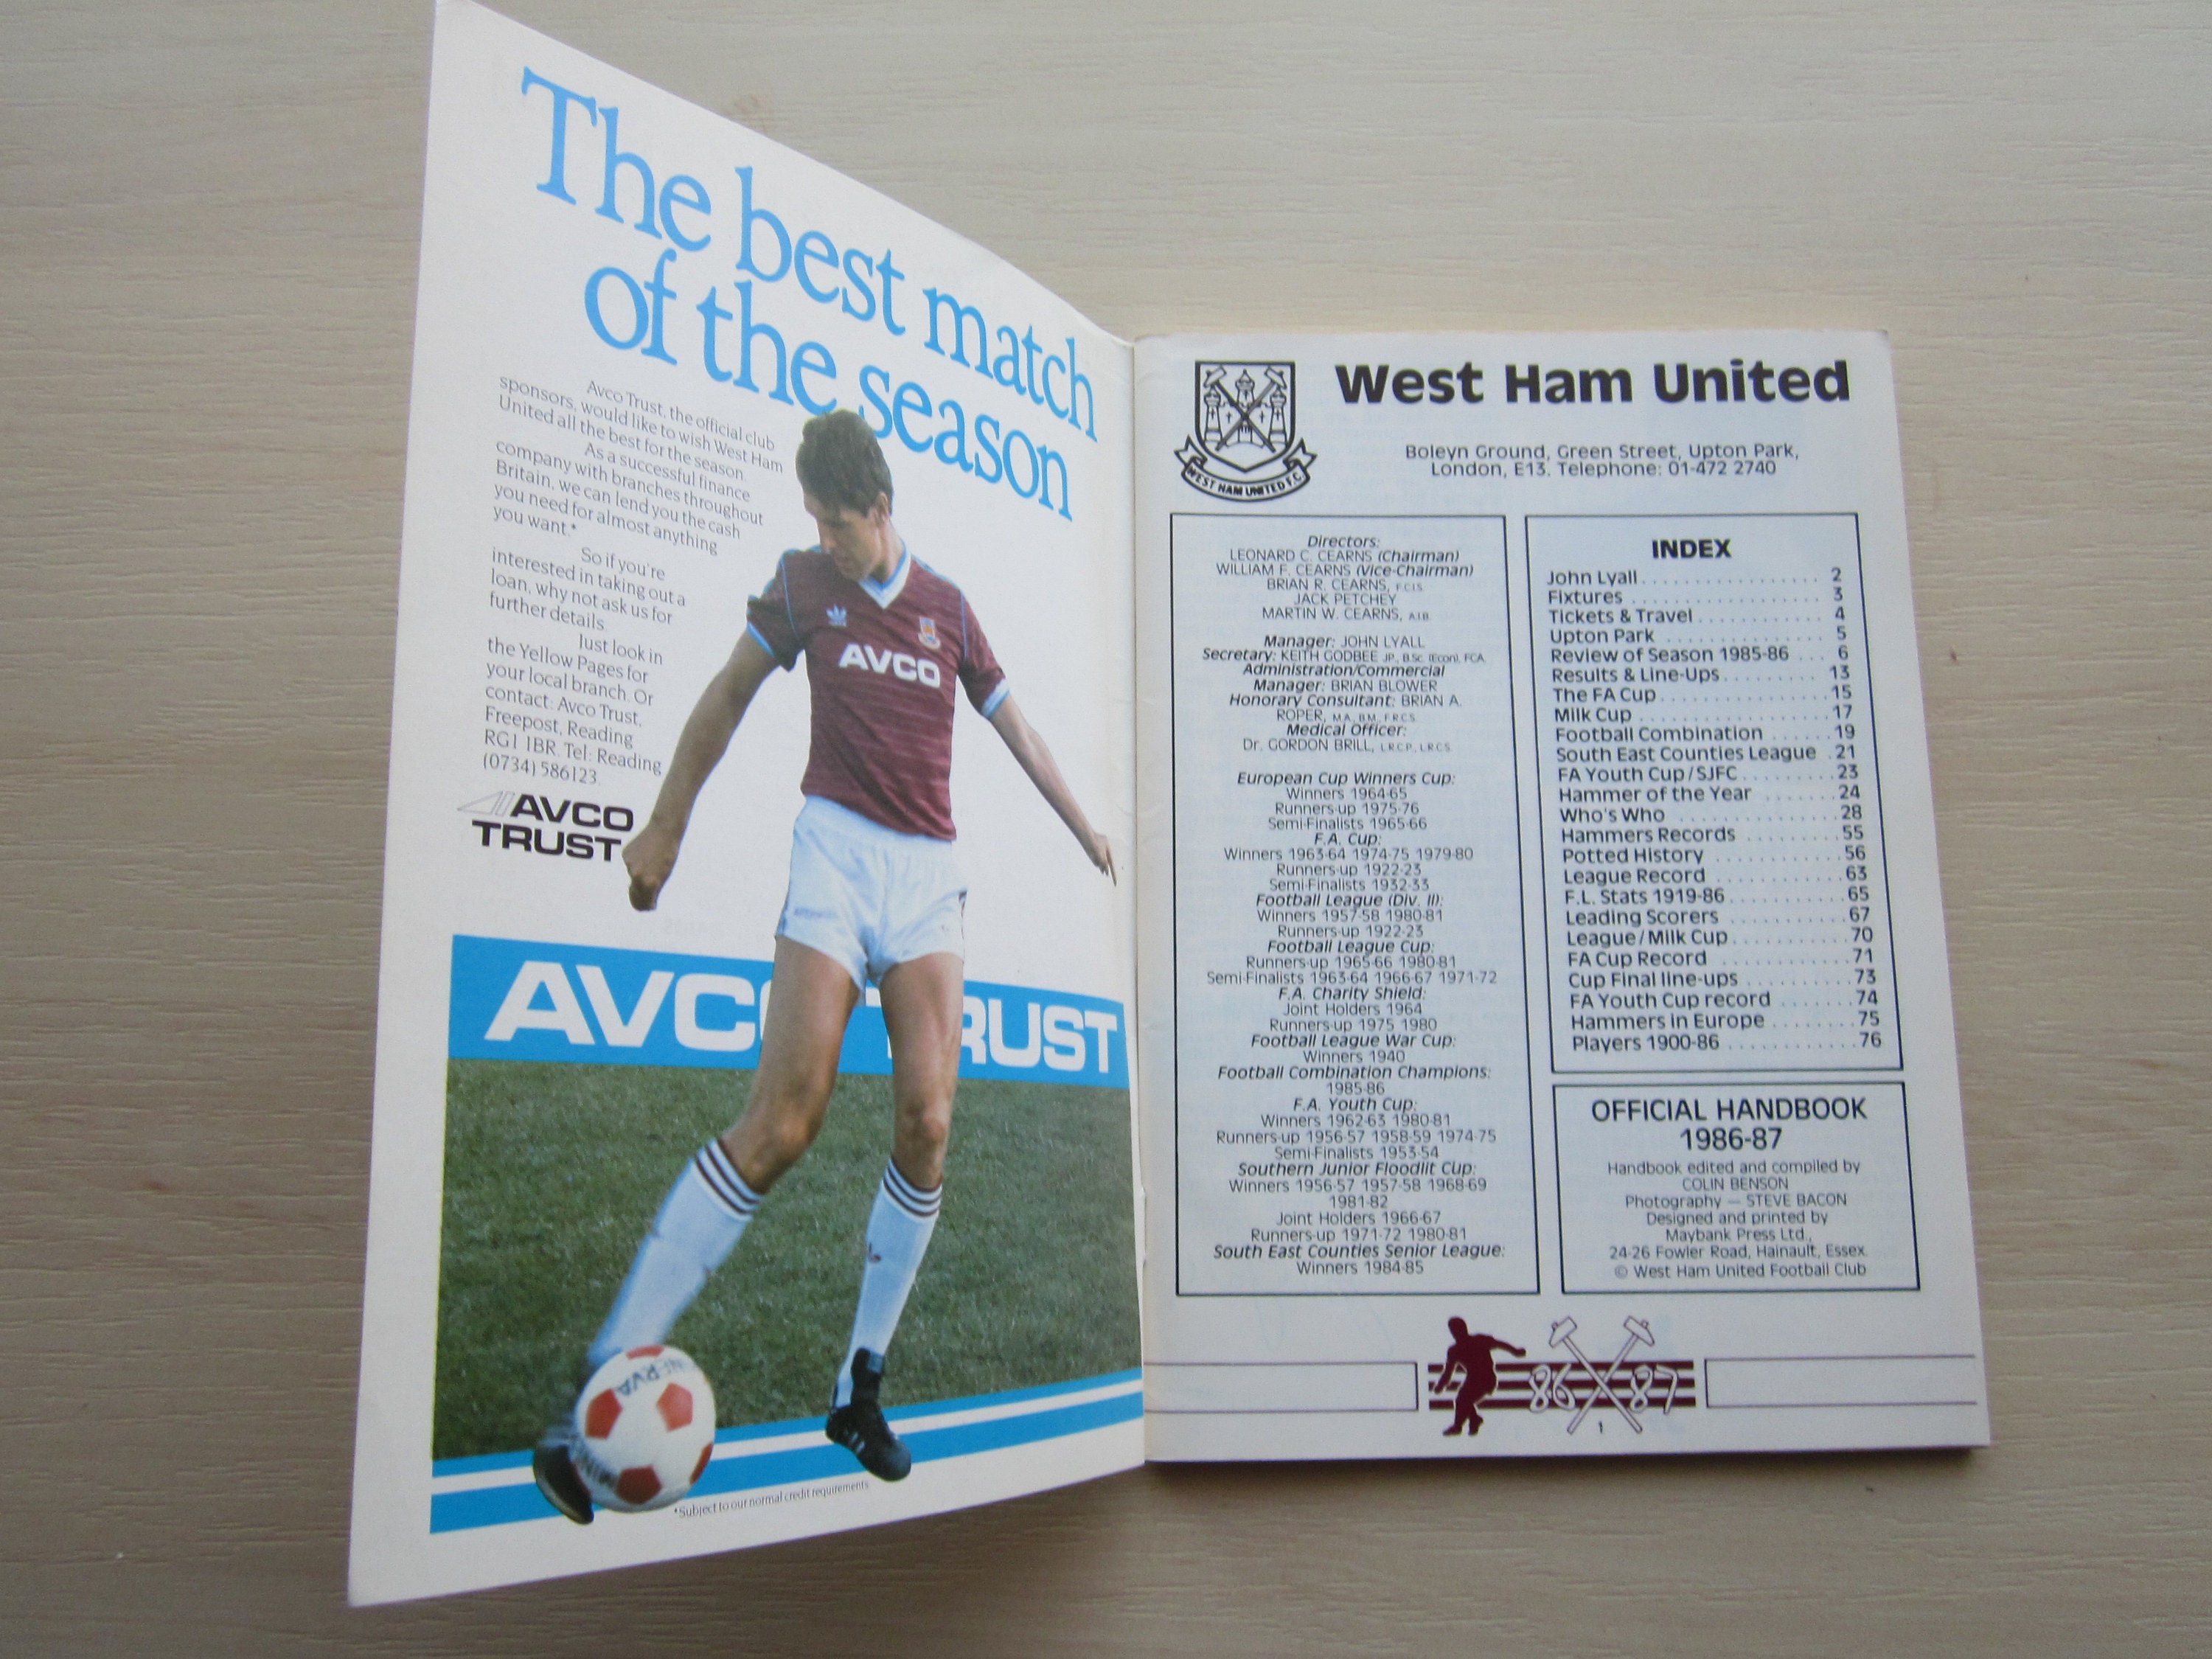 The best match
of the season
Avco Trust, the official club
sponsors, would like to wish West Ham
United all the best for the season.
As a successful finance
company with branches throughout
Britain, we can lend you the cash
you need for almost anything
you want.*
So if you're
interested in taking out a
loan, why not ask us for
further details.
Just look in
the Yellow Pages for
your local branch. Or
contact: Avco Trust,
Freepost, Reading
RG1 1BR. Tel: Reading
(0734) 586123.
AVCO
TRUST
AVCO
AVC RUST
*Subject to our normal credit requirements
West Ham United
WEST HAM UNITED F.C.
Boleyn Ground, Green Street, Upton Park,
London, E13. Telephone: 01-472 2740
Directors:
LEONARD C. CEARNS (Chairman)
WILLIAM F. CEARNS (Vice-Chairman)
BRIAN R. CEARNS, F.C.I.S.
JACK PETCHEY
MARTIN W. CEARNS, A.I.B.
Manager: JOHN LYALL
Secretary: KEITH GODBEE JP., B.Sc. (Econ), FCA
Administration/Commercial
Manager: BRIAN BLOWER
Honorary Consultant: BRIAN A.
ROPER, M.A., B.M., F.R.C.S.
Medical Officer:
Dr. GORDON BRILL, L.R.C.P., L.R.C.S.
European Cup Winners Cup:
Winners 1964-65
Runners-up 1975-76
Semi-Finalists 1965-66
F.A. Cup:
Winners 1963-64 1974-75 1979-80
Runners-up 1922-23
Semi-Finalists 1932-33
Football League (Div. II):
Winners 1957-58 1980-81
Runners-up 1922-23
Football League Cup:
Runners-up 1965-66 1980-81
Semi-Finalists 1963-64 1966-67 1971-72
F.A. Charity Shield:
Joint Holders 1964
Runners-up 1975 1980
Football League War Cup:
Winners 1940
Football Combination Champions:
1985-86
F.A. Youth Cup:
Winners 1962-63 1980-81
Runners-up 1956-57 1958-59 1974-75
Semi-Finalists 1953-54
Southern Junior Floodlit Cup:
Winners 1956-57 1957-58 1968-69
1981-82
Joint Holders 1966-67
Runners-up 1971-72 1980-81
South East Counties Senior League:
Winners 1984-85
INDEX
John Lyall . . . . . . . . . . . . . . . . . 2
Fixtures . . . . . . . . . . . . . . . . . 3
Tickets & Travel . . . . . . . . . . . . 4
Upton Park . . . . . . . . . . . . . . 5
Review of Season 1985-86 . . . 6
Results & Line-Ups . . . . . . . . . 13
The FA Cup . . . . . . . . . . . . . . 15
Milk Cup . . . . . . . . . . . . . . . . 17
Football Combination . . . . . . 19
South East Counties League . 21
FA Youth Cup/SJFC . . . . . . . . . 23
Hammer of the Year . . . . . . . 24
Who's Who . . . . . . . . . . . . . 28
Hammers Records . . . . . . . . 55
Potted History . . . . . . . . . . . 56
League Record . . . . . . . . . . . 63
F.L. Stats 1919-86 . . . . . . . . . . 65
Leading Scorers . . . . . . . . . . 67
League/Milk Cup . . . . . . . . . . 70
FA Cup Record . . . . . . . . . . . 71
Cup Final line-ups . . . . . . . . . 73
FA Youth Cup record . . . . . . . 74
Hammers in Europe . . . . . . . . 75
Players 1900-86 . . . . . . . . . . . 76
OFFICIAL HANDBOOK
1986-87
Handbook edited and compiled by
COLIN BENSON
Photography — STEVE BACON
Designed and printed by
Maybank Press Ltd.,
24-26 Fowler Road, Hainault, Essex.
© West Ham United Football Club
86 87
1